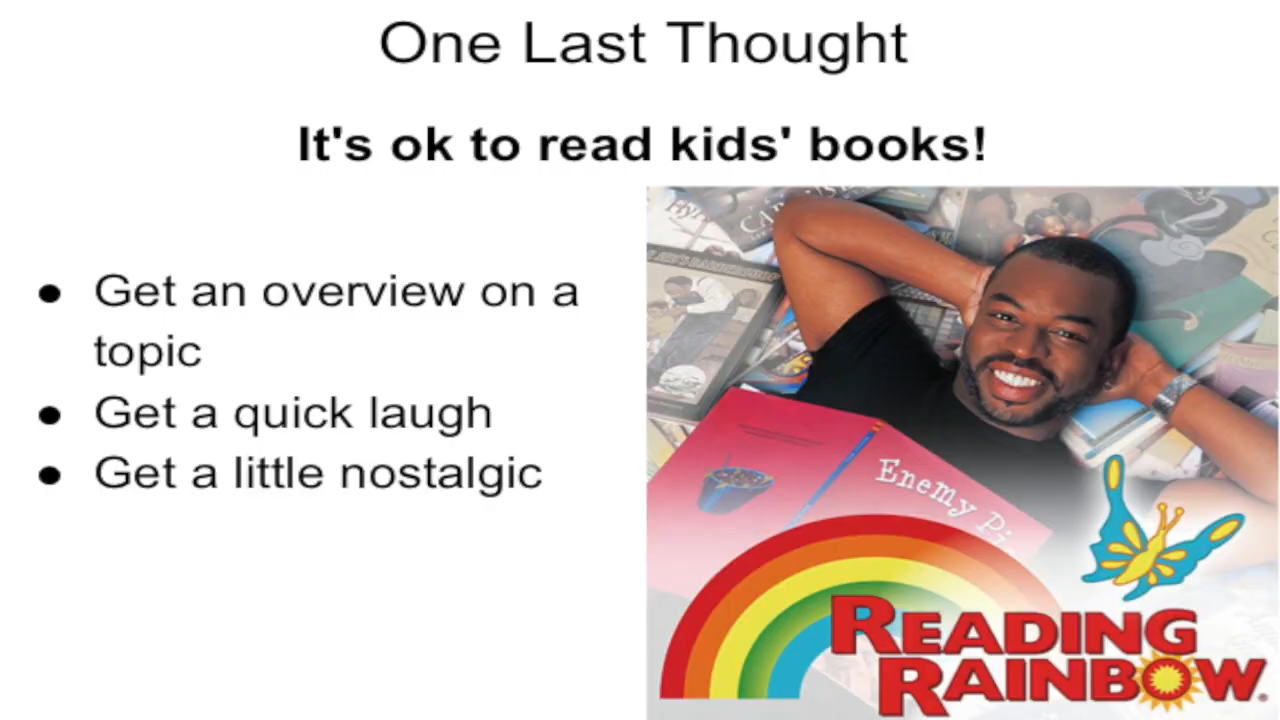 One Last Thought
It's ok to read kids' books!
● Get an overview on a
topic
● Get a quick laugh
● Get a little nostalgic
Enemy Pi
READING
RAINBOW